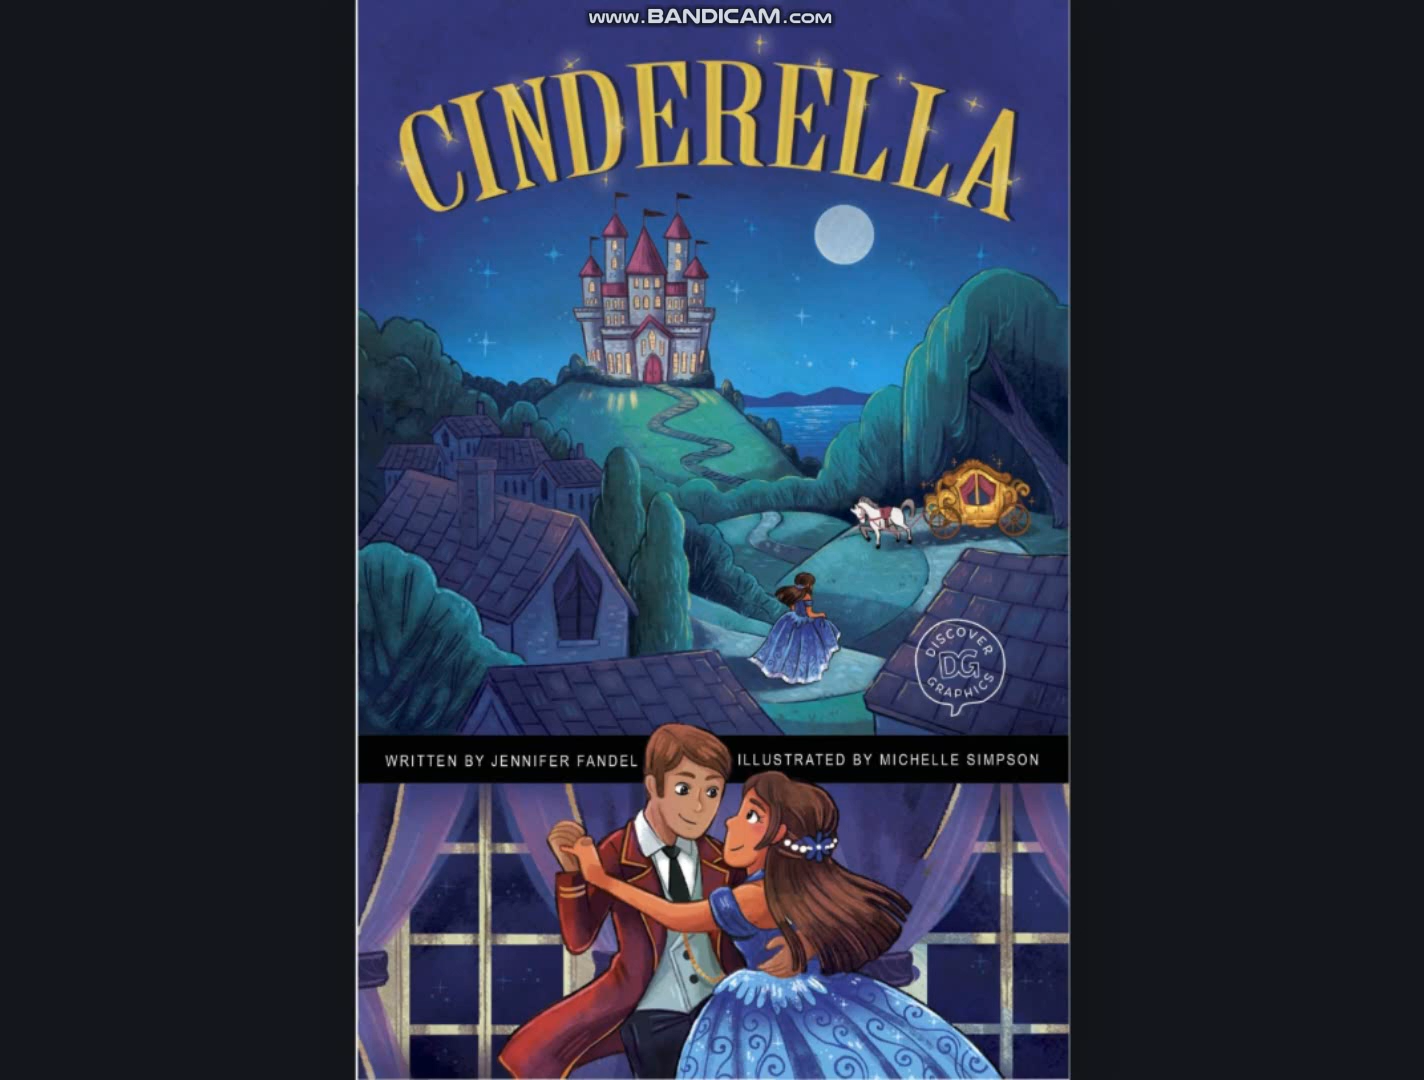 www.BANDICAM.com
CINDERELLA
DISCOVER
DG
GRAPHICS
WRITTEN BY JENNIFER FANDEL
ILLUSTRATED BY MICHELLE SIMPSON